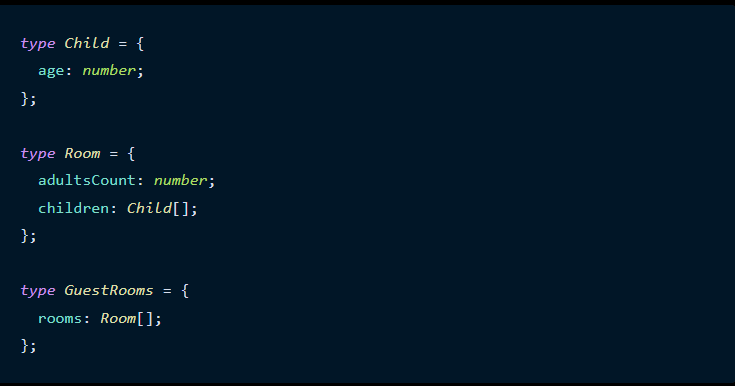 type Child = {
  age: number;
};

type Room = {
  adultsCount: number;
  children: Child[];
};

type GuestRooms = {
  rooms: Room[];
};